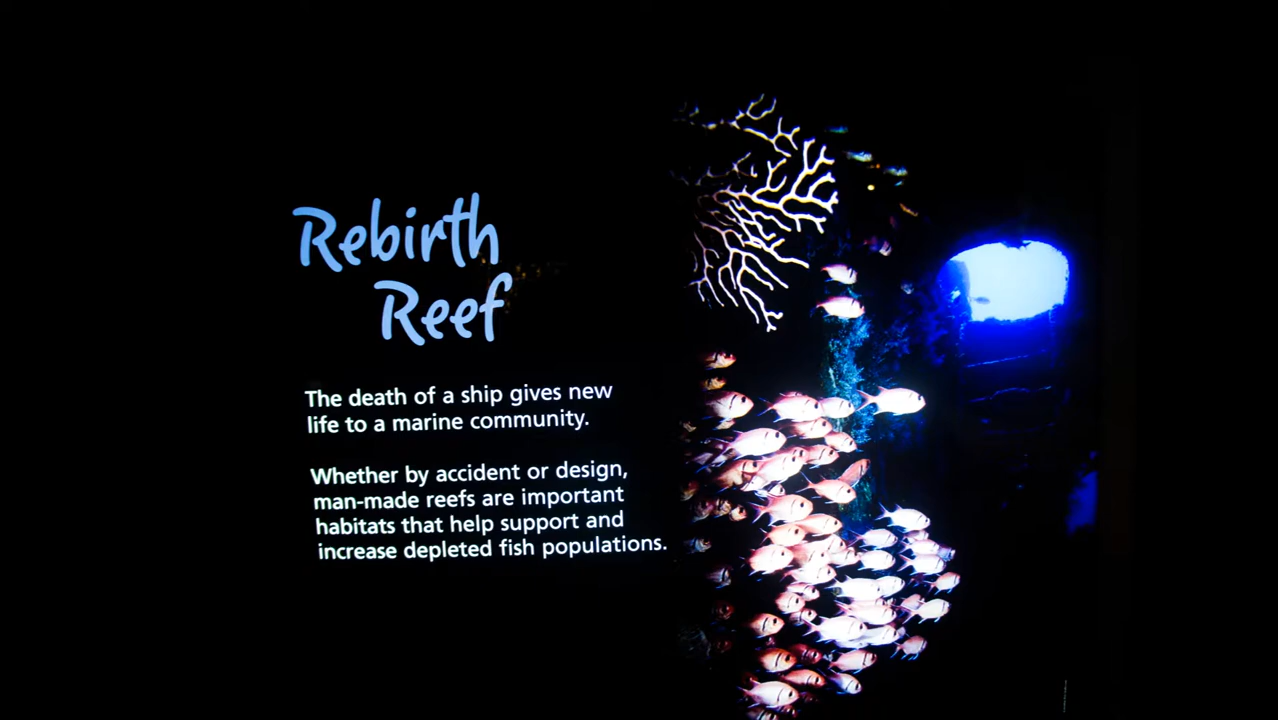 Rebirth
Reef
The death of a ship gives new
life to a marine community.
Whether by accident or design,
man-made reefs are important
habitats that help support and
increase depleted fish populations.